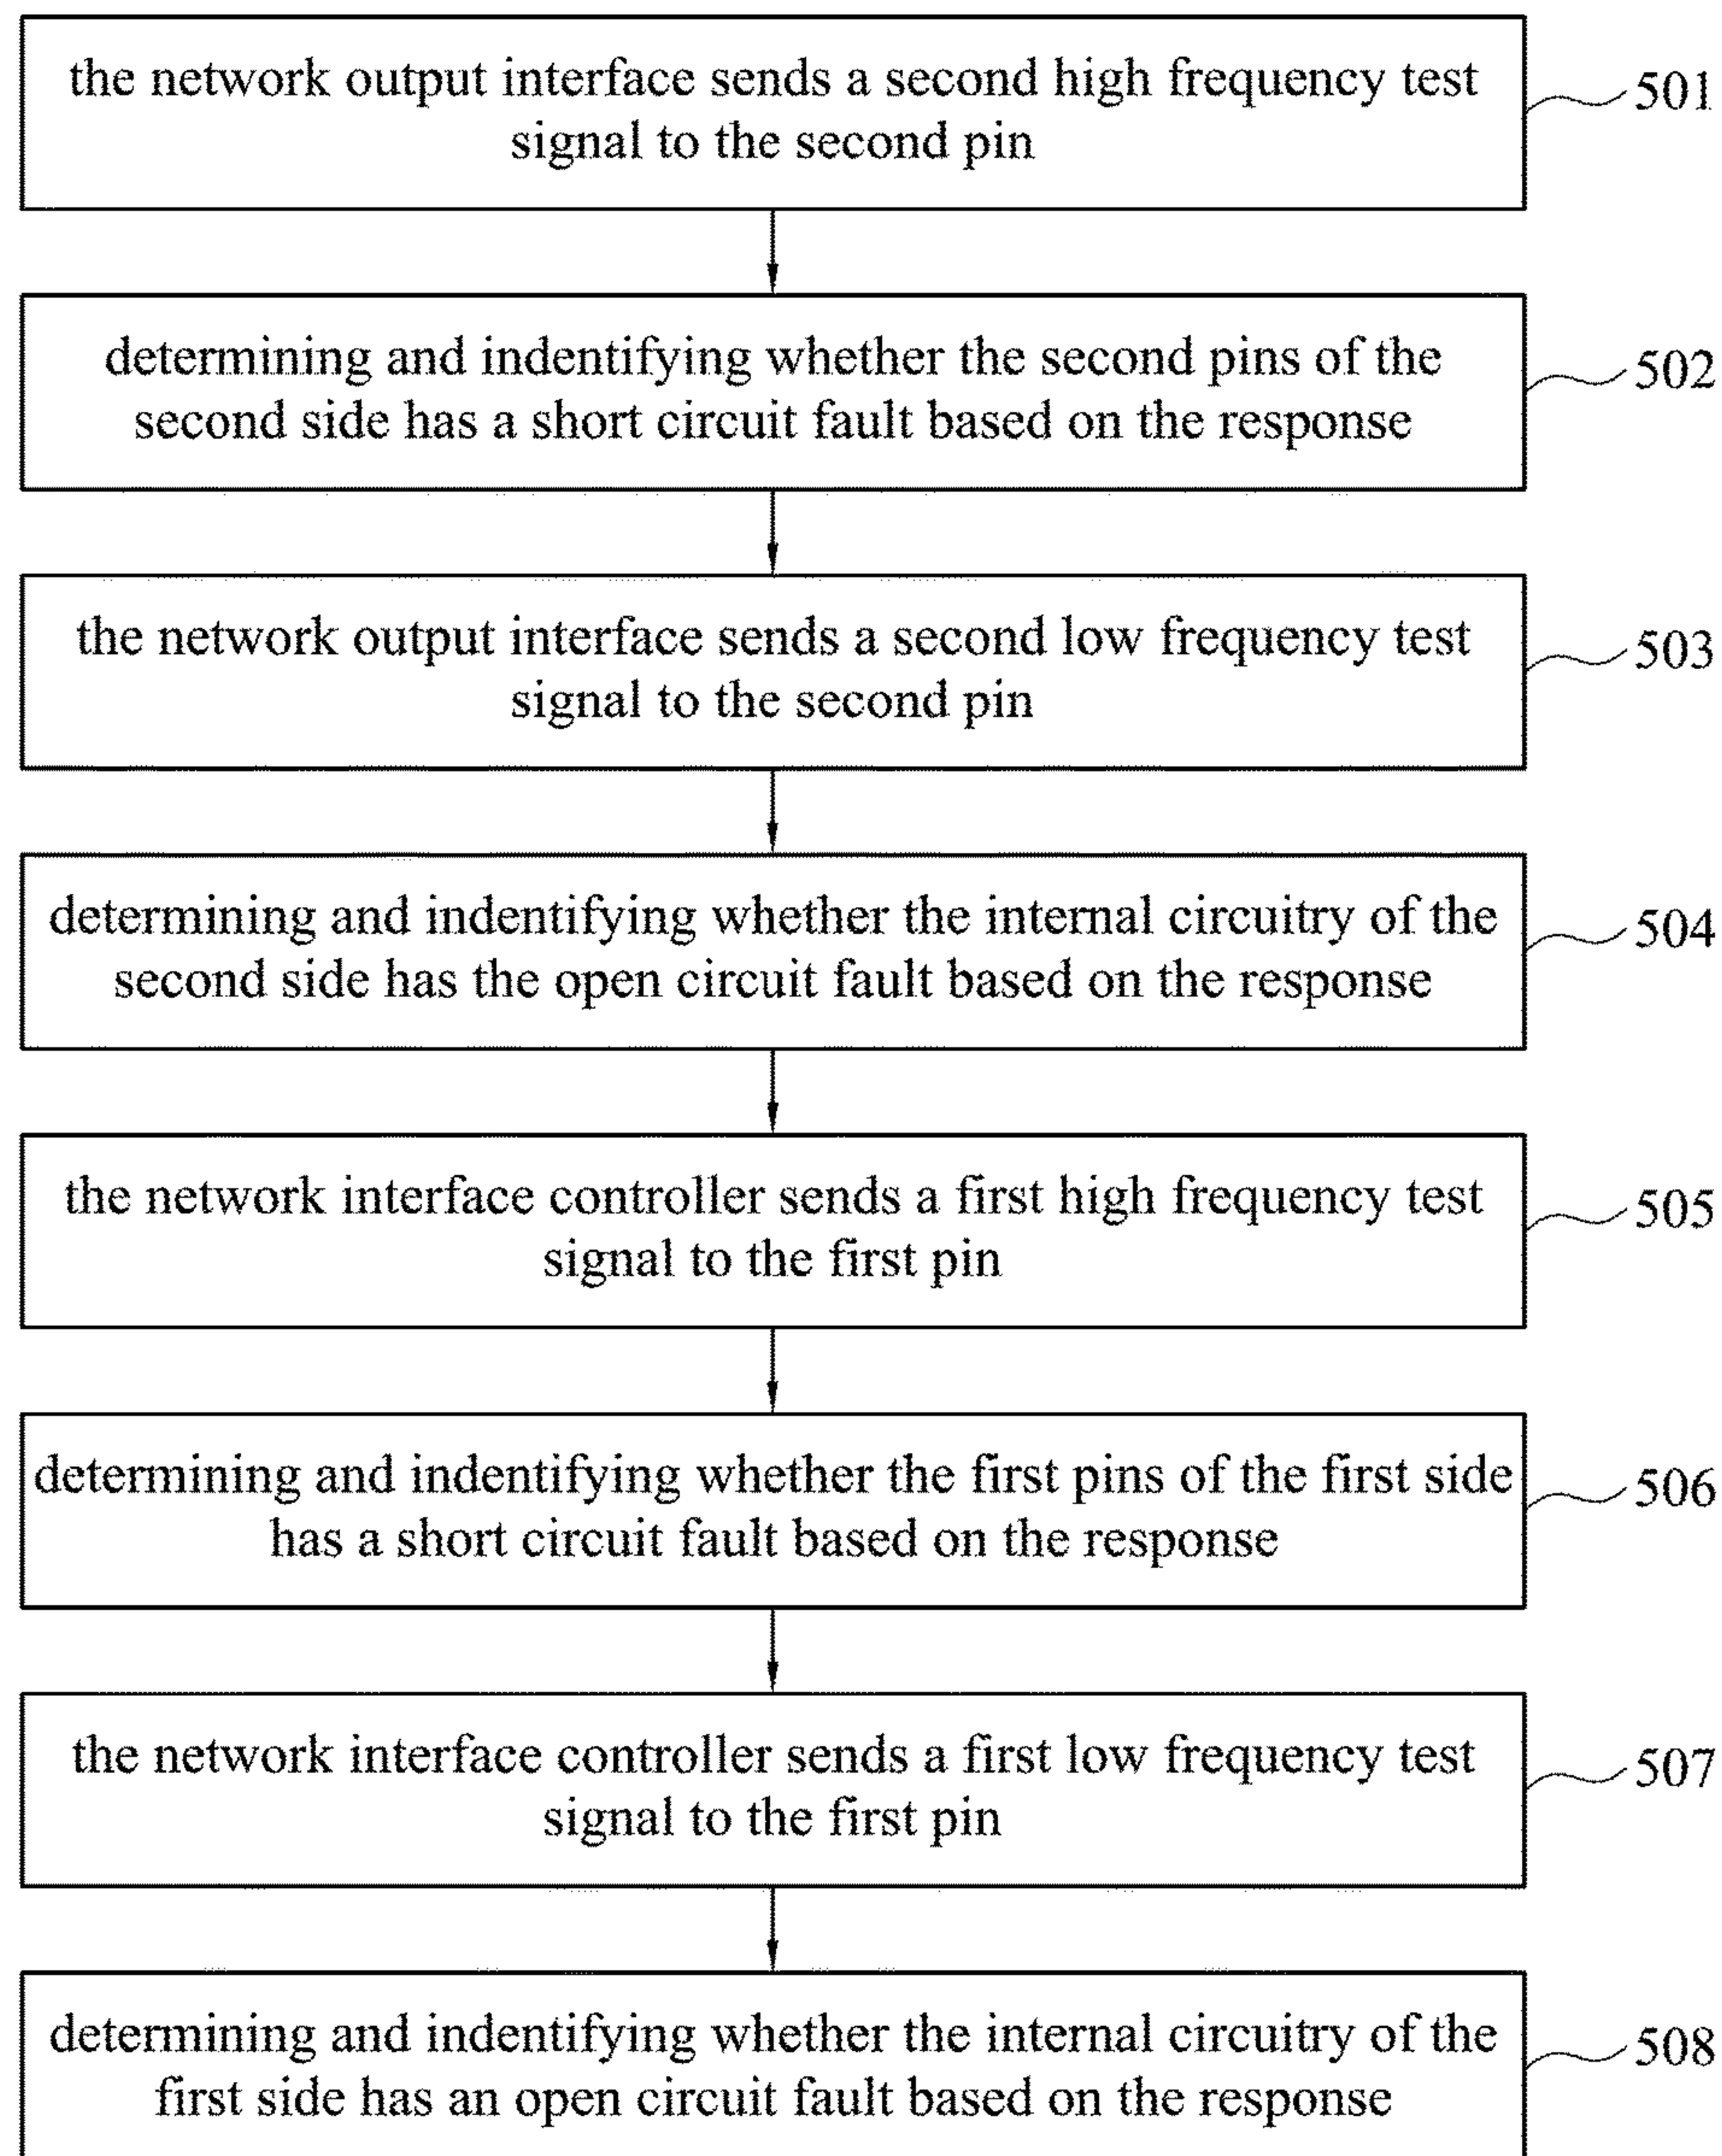 the network output interface sends a second high frequency test
signal to the second pin
501
determining and indentifying whether the second pins of the
second side has a short circuit fault based on the response
502
the network output interface sends a second low frequency test
signal to the second pin
503
determining and indentifying whether the internal circuitry of the
second side has the open circuit fault based on the response
504
the network interface controller sends a first high frequency test
signal to the first pin
505
determining and indentifying whether the first pins of the first side
has a short circuit fault based on the response
506
the network interface controller sends a first low frequency test
signal to the first pin
507
determining and indentifying whether the internal circuitry of the
first side has an open circuit fault based on the response
508